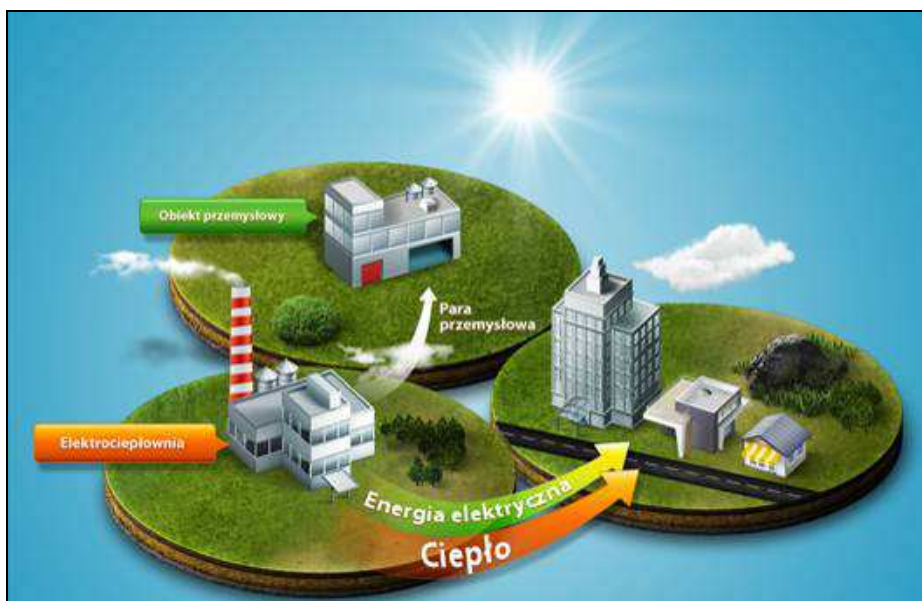 Obiekt przemysłowy
Para
przemysłowa
Elektrociepłownia
Energia elektryczna
Ciepło